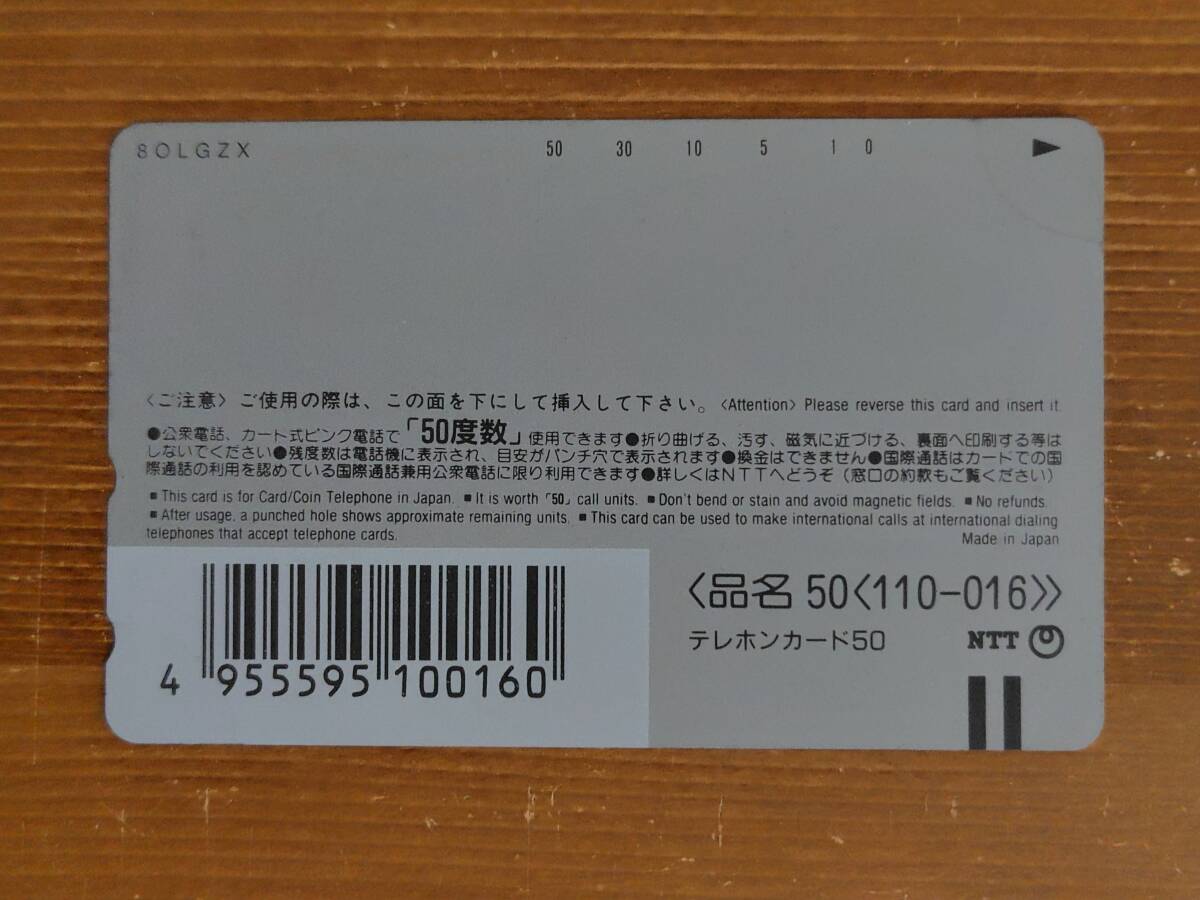 8OLGZX 50 30 10 5 1 0
〈ご注意〉ご使用の際は、この面を下にして挿入して下さい。〈Attention〉Please reverse this card and insert it.
●公衆電話、カード式ピンク電話で「50度数」使用できます●折り曲げる、汚す、磁気に近づける、裏面へ印刷する等は
しないでください●残度数は電話機に表示され、目安がパンチ穴で表示されます●換金はできません●国際通話はカードでの国
際通話の利用を認めている国際通話兼用公衆電話に限り利用できます●詳しくはNTTへどうぞ（窓口の約款もご覧ください）
■This card is for Card/Coin Telephone in Japan. ■It is worth「50」call units. ■Don't bend or stain and avoid magnetic fields. ■No refunds.
■After usage, a punched hole shows approximate remaining units. ■This card can be used to make international calls at international dialing
telephones that accept telephone cards.
Made in Japan
〈品名 50〈110-016〉〉
テレホンカード50 NTT
4 955595 100160